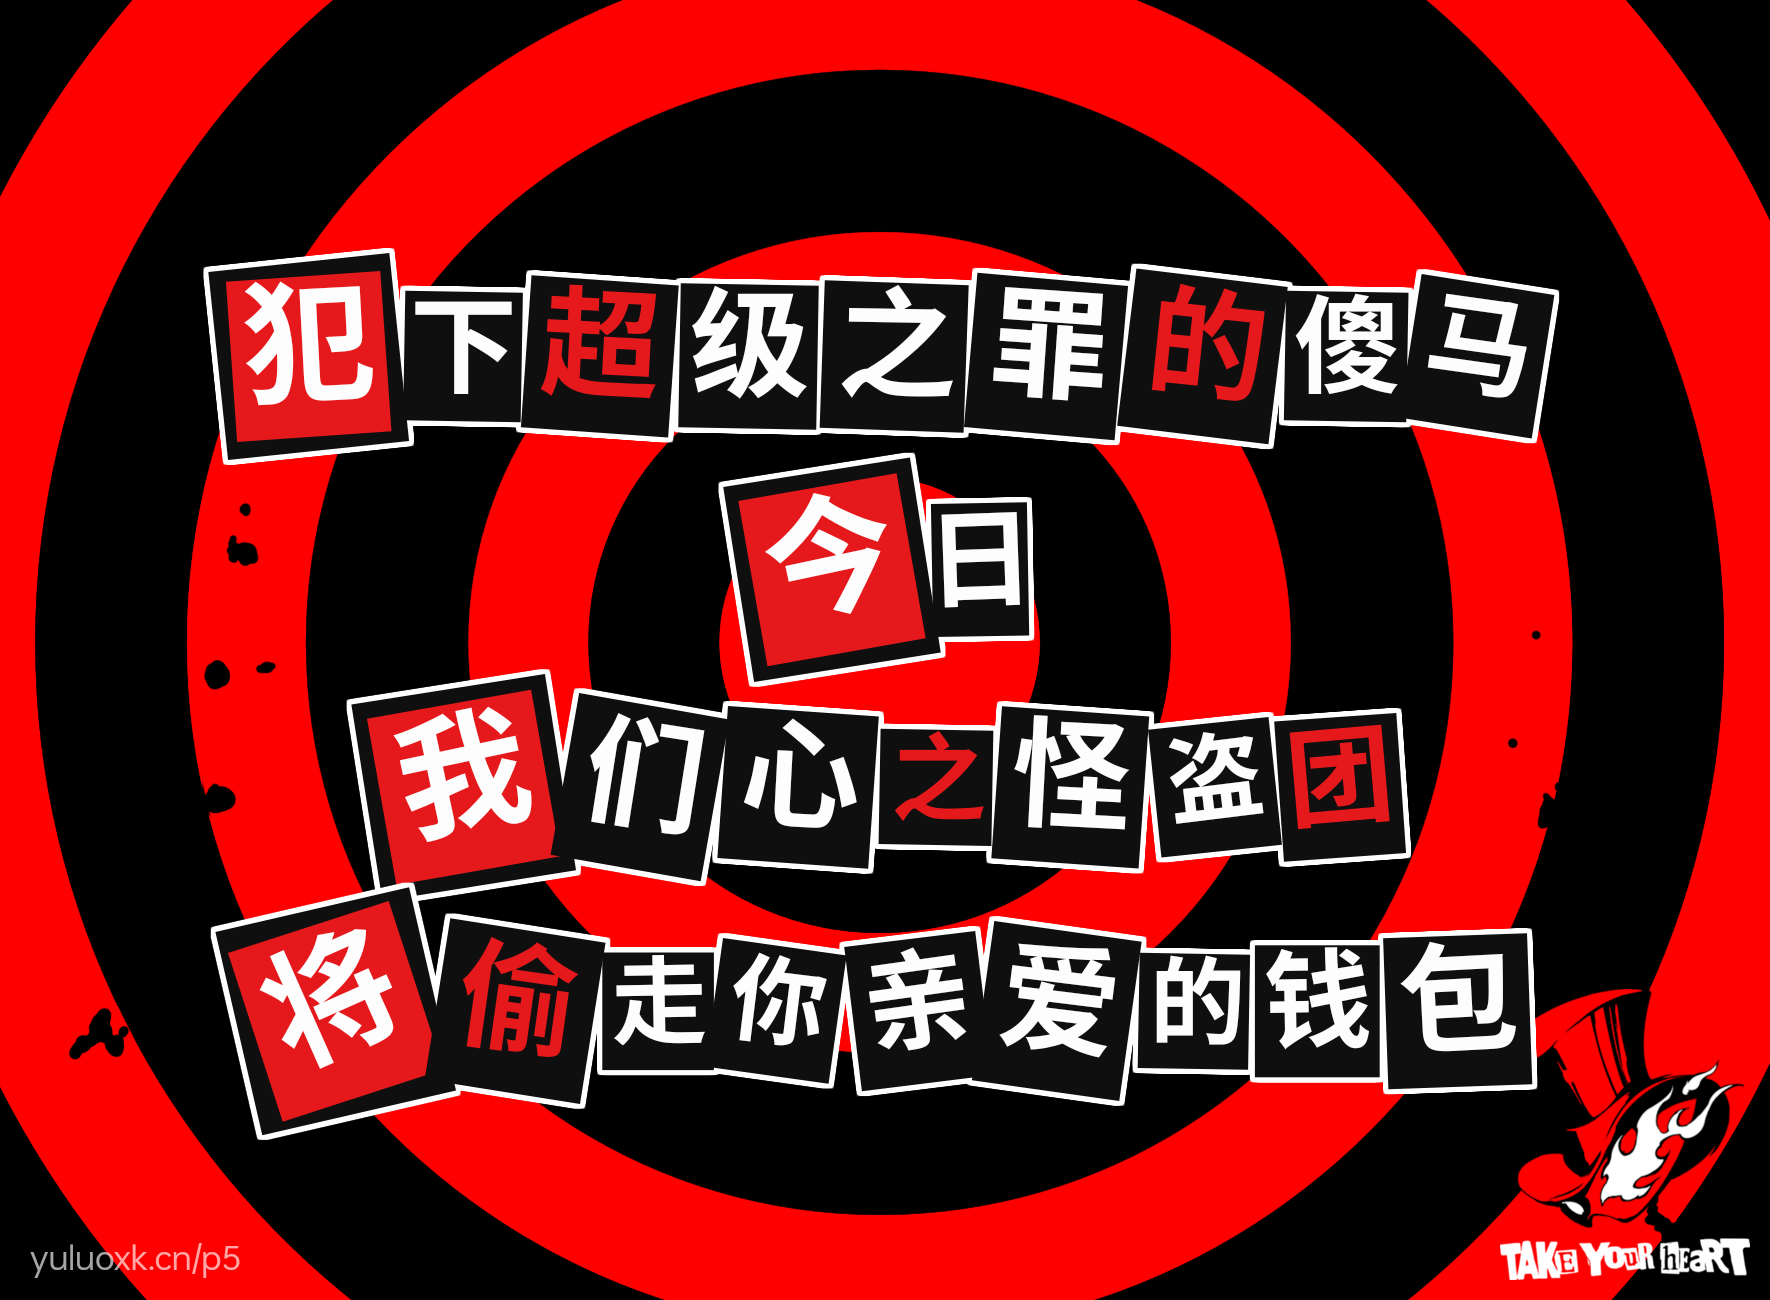 犯下超级之罪的傻马
今日
我们心之怪盗团
将偷走你亲爱的钱包
yuluoxk.cn/p5
TAKE YOUR HEART